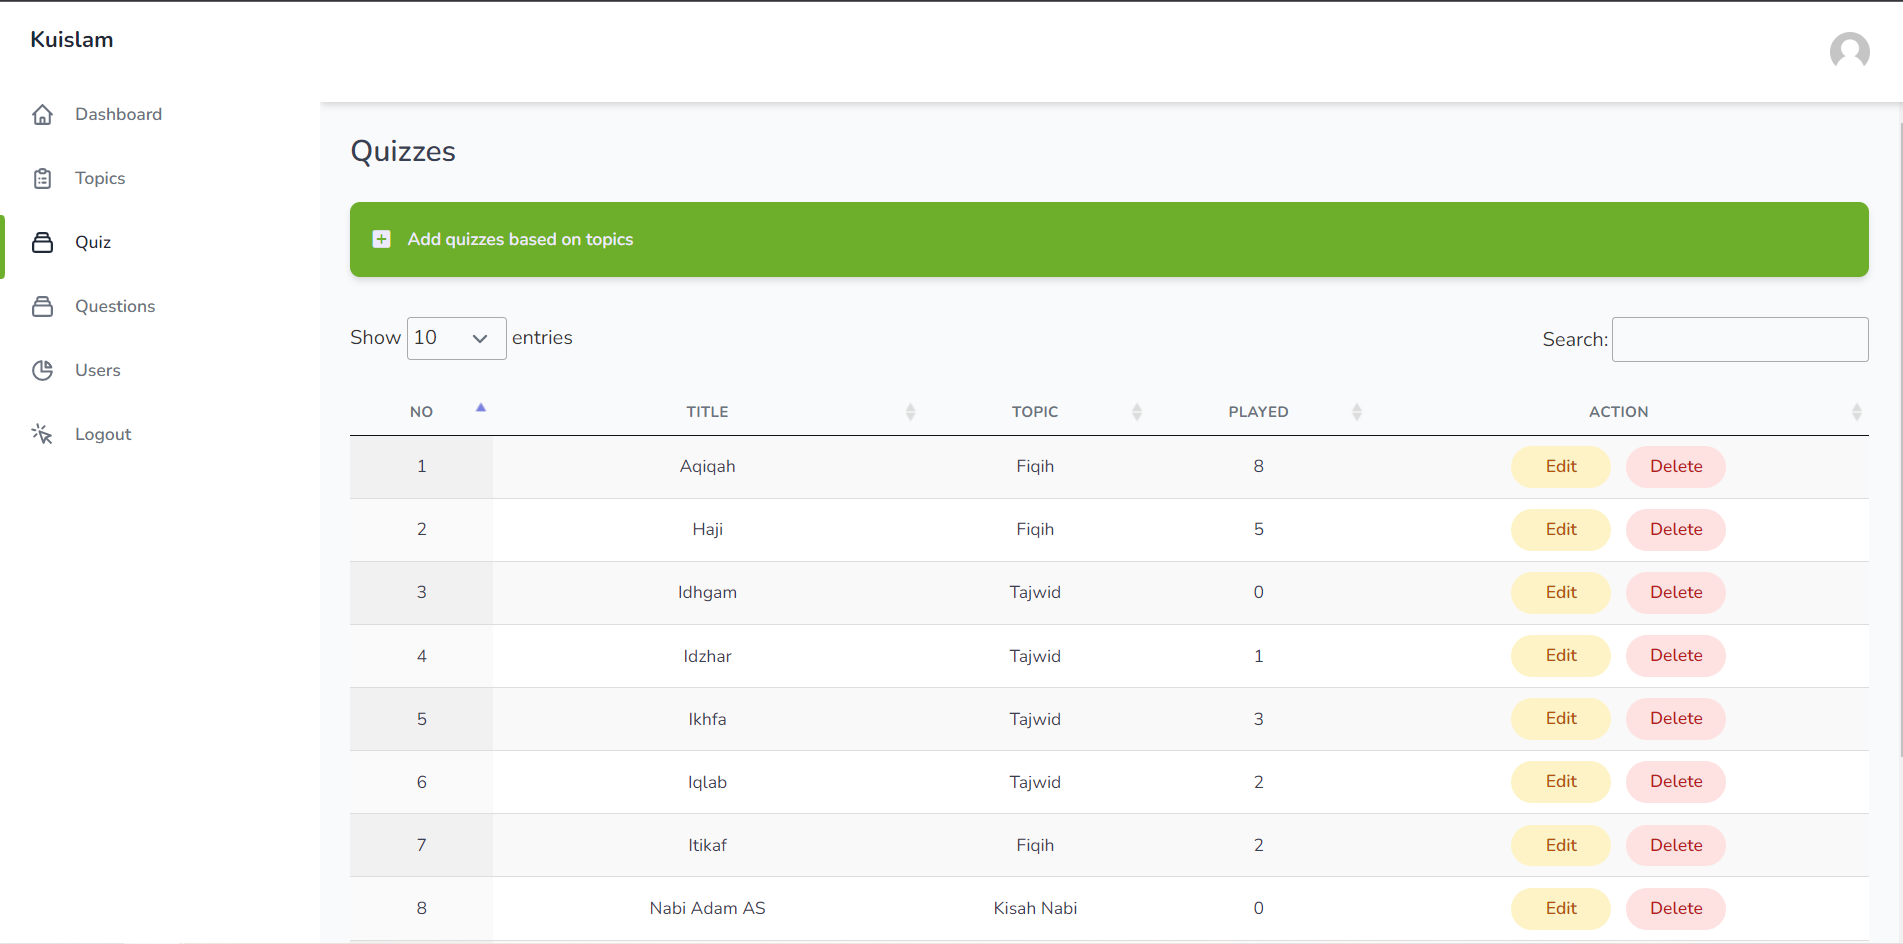 Kuislam
Dashboard
Topics
Quiz
Questions
Users
Logout
Quizzes
Add quizzes based on topics
Show 10 entries
Search:
NO TITLE TOPIC PLAYED ACTION
1 Aqiqah Fiqih 8 Edit Delete
2 Haji Fiqih 5 Edit Delete
3 Idhgam Tajwid 0 Edit Delete
4 Idzhar Tajwid 1 Edit Delete
5 Ikhfa Tajwid 3 Edit Delete
6 Iqlab Tajwid 2 Edit Delete
7 Itikaf Fiqih 2 Edit Delete
8 Nabi Adam AS Kisah Nabi 0 Edit Delete